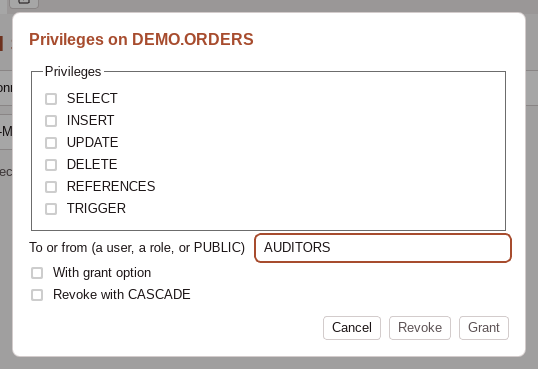 Privileges on DEMO.ORDERS
Privileges
SELECT
INSERT
UPDATE
DELETE
REFERENCES
TRIGGER
To or from (a user, a role, or PUBLIC) AUDITORS
With grant option
Revoke with CASCADE
Cancel Revoke Grant